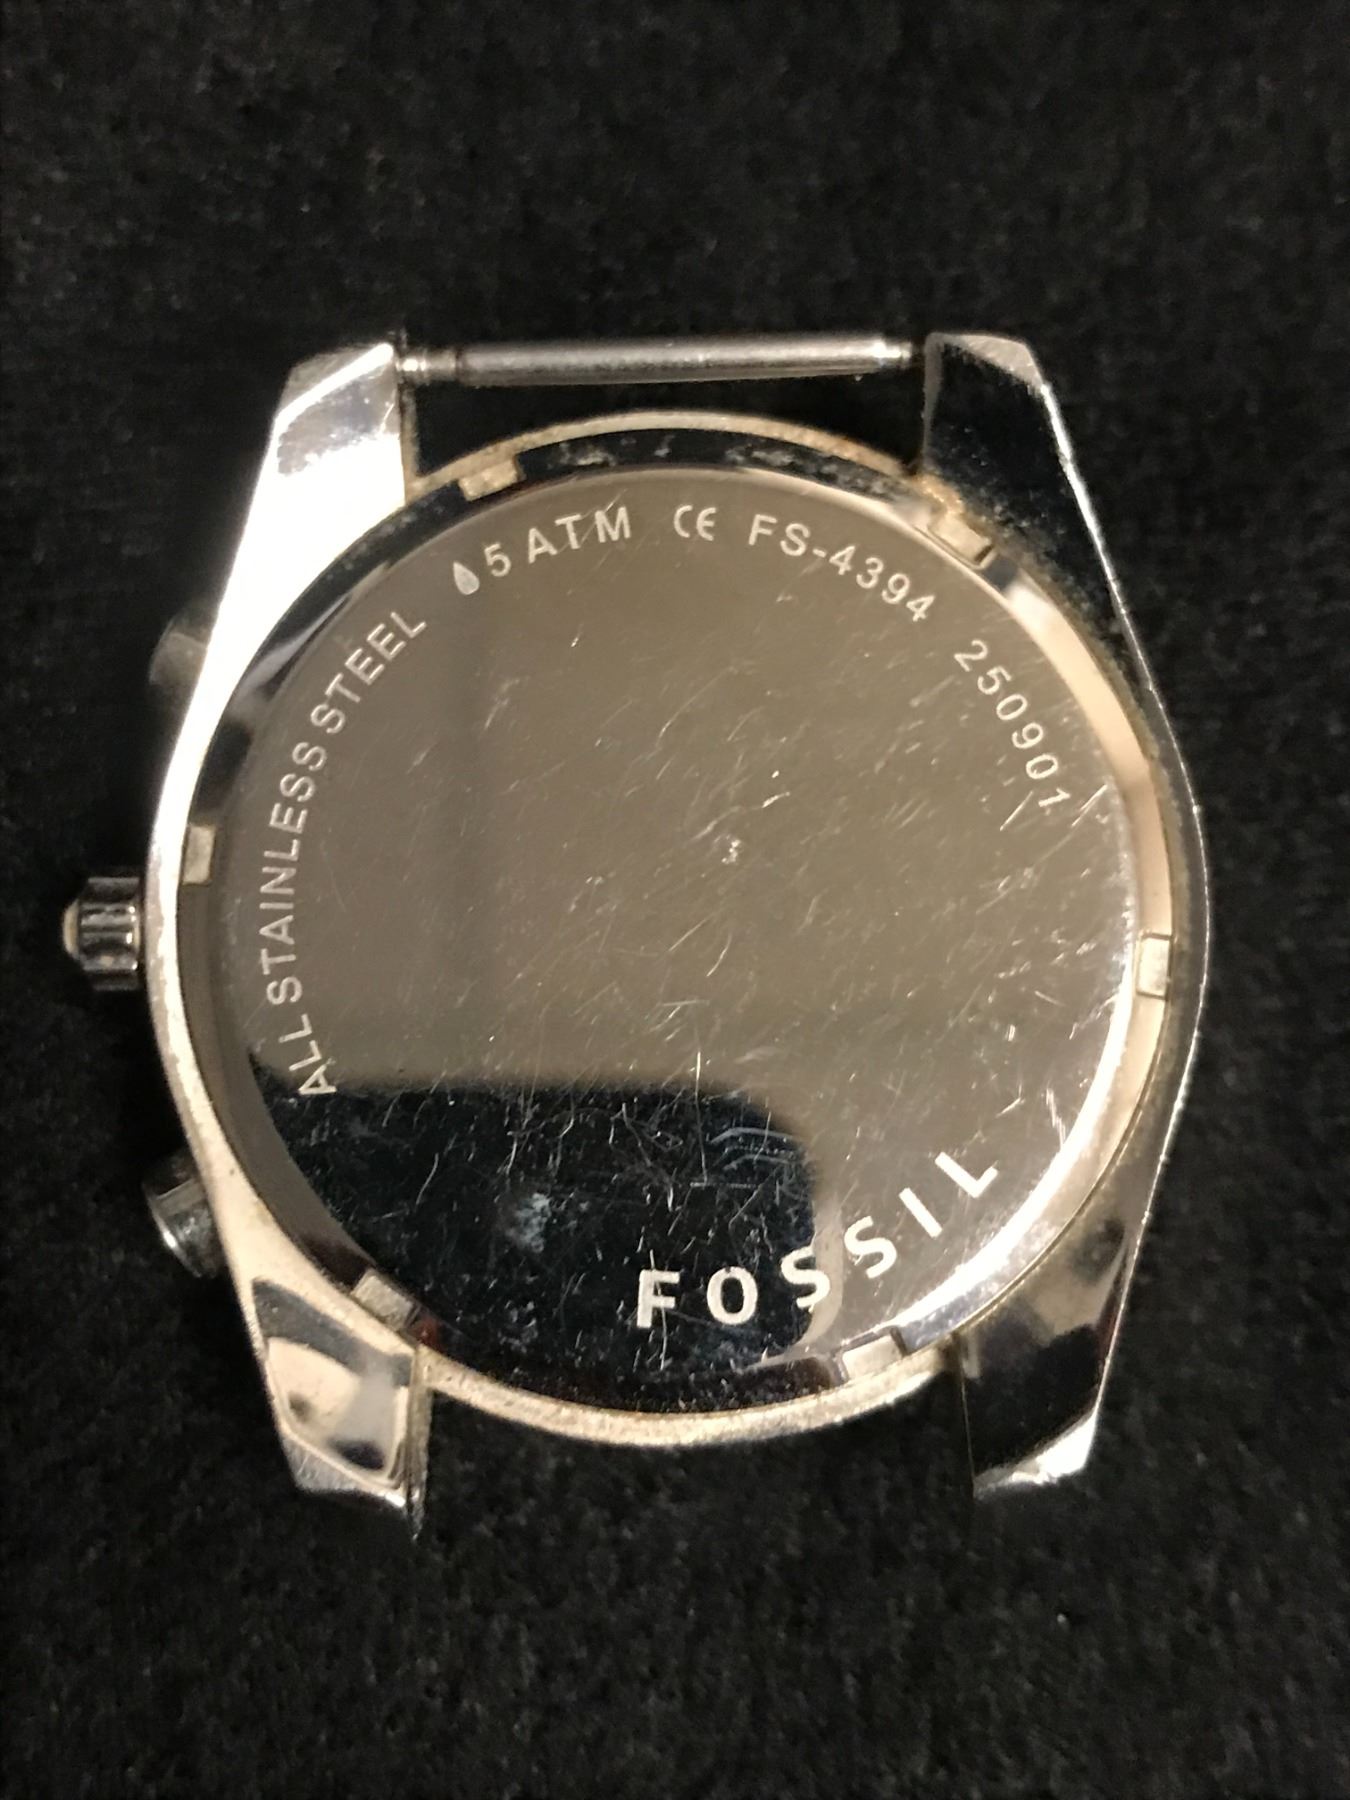 ALL STAINLESS STEEL 5 ATM CE FS-4394 250901
FOSSIL